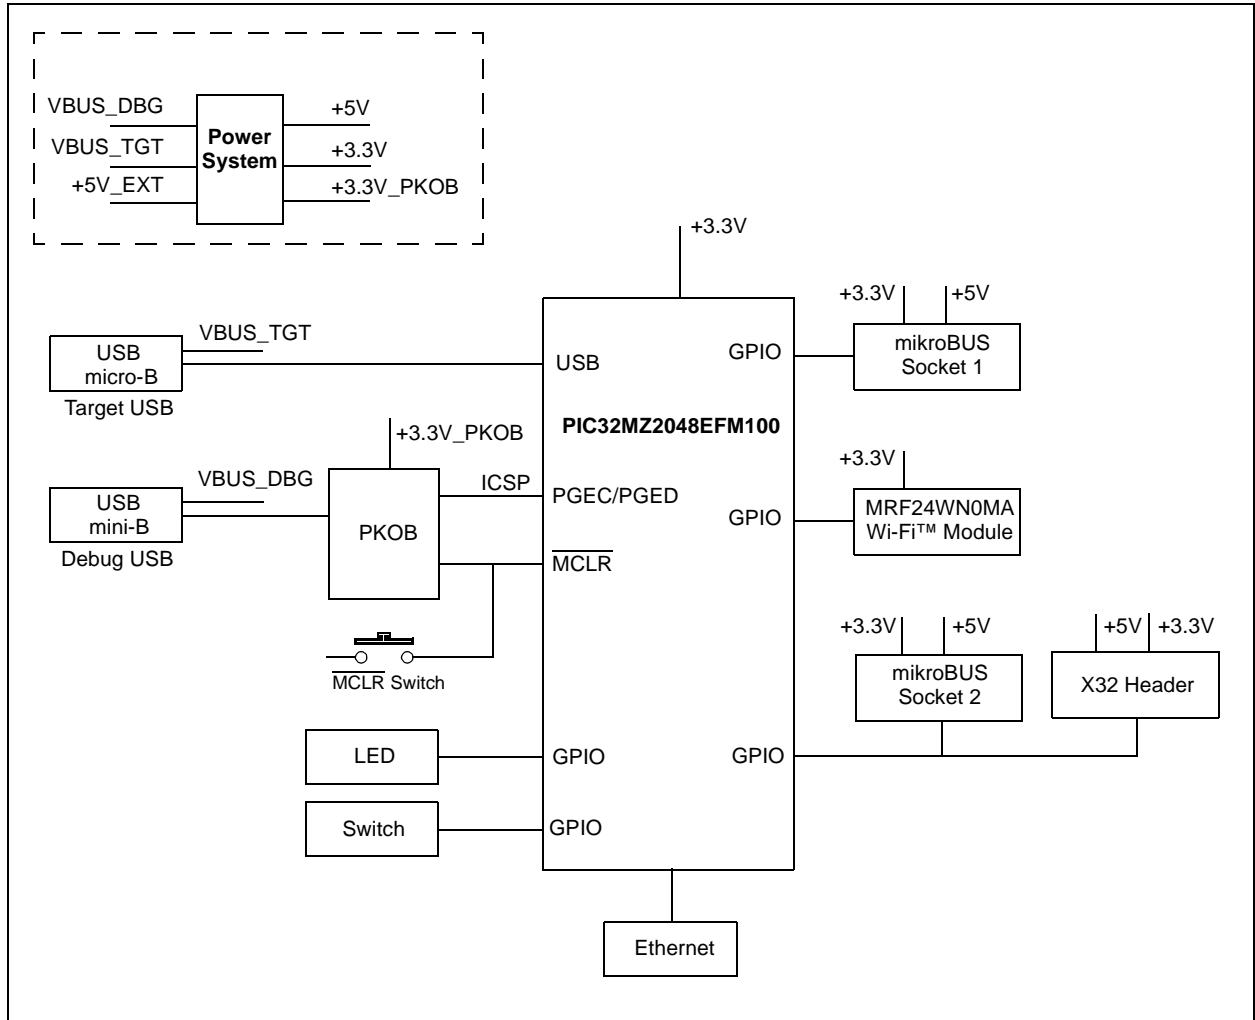 VBUS_DBG
VBUS_TGT
+5V_EXT
Power
System
+5V
+3.3V
+3.3V_PKOB
+3.3V
USB
micro-B
Target USB
VBUS_TGT
USB
GPIO
+3.3V
+5V
mikroBUS
Socket 1
PIC32MZ2048EFM100
+3.3V_PKOB
USB
mini-B
Debug USB
VBUS_DBG
PKOB
ICSP
PGEC/PGED
MCLR
MCLR Switch
GPIO
+3.3V
MRF24WN0MA
Wi-Fi™ Module
+3.3V
+5V
mikroBUS
Socket 2
+5V
+3.3V
X32 Header
LED
GPIO
GPIO
Switch
GPIO
Ethernet